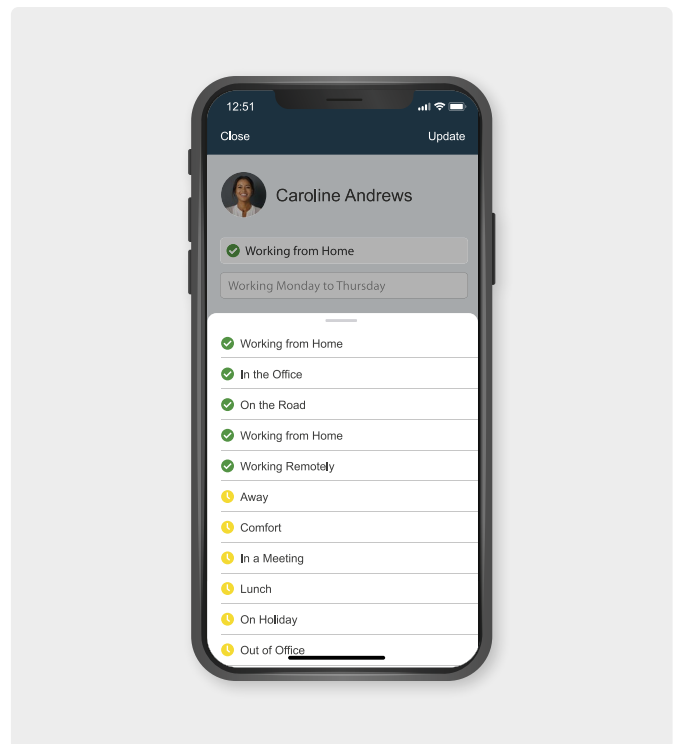 12:51
Close Update
Caroline Andrews
Working from Home
Working Monday to Thursday
Working from Home
In the Office
On the Road
Working from Home
Working Remotely
Away
Comfort
In a Meeting
Lunch
On Holiday
Out of Office